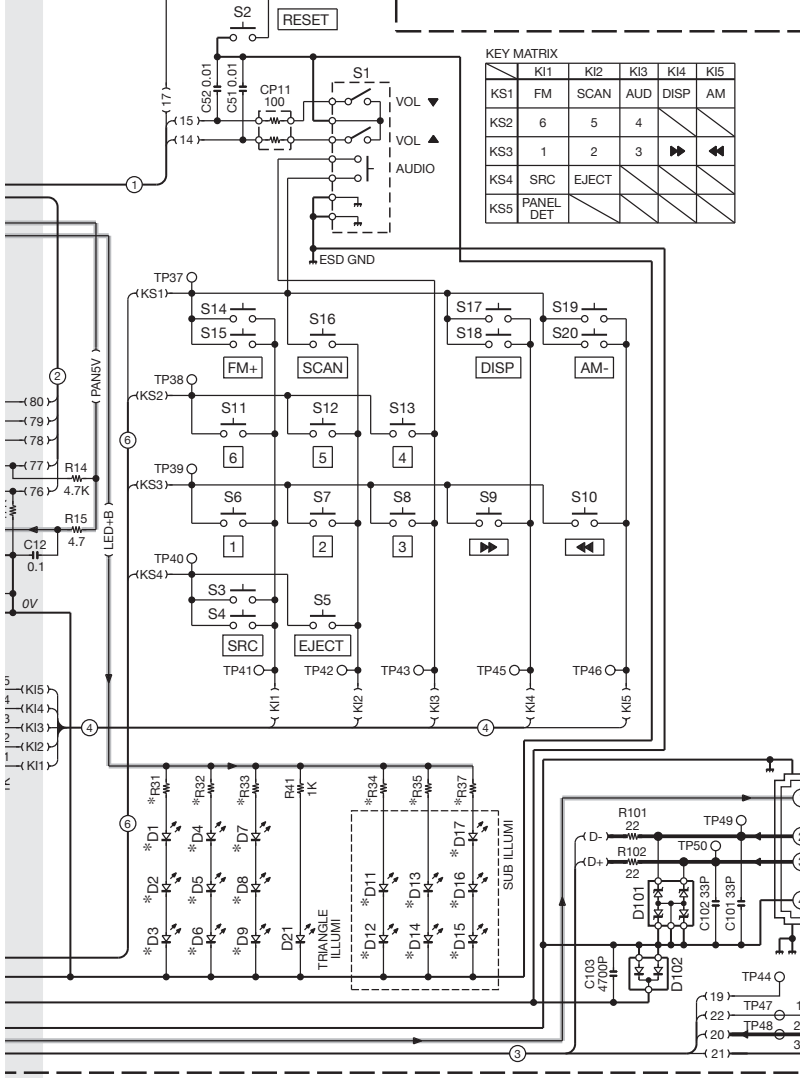 S2
RESET
KEY MATRIX
KI1 KI2 KI3 KI4 KI5
KS1 FM SCAN AUD DISP AM
KS2 6 5 4
KS3 1 2 3 ▶▶ ◀◀
KS4 SRC EJECT
KS5 PANEL DET
C52 0.01
C51 0.01
CP11
100
S1
VOL ▼
VOL ▲
AUDIO
17
15
14
1
ESD GND
TP37
KS1
S14
S15
FM+
S16
SCAN
S17
S18
DISP
S19
S20
AM-
2
PAN5V
TP38
KS2
S11
6
S12
5
S13
4
80
79
78
77
76
6
R14
4.7K
R15
4.7
C12
0.1
0V
LED+B
TP39
KS3
S6
1
S7
2
S8
3
S9
▶▶
S10
◀◀
TP40
KS4
S3
S4
SRC
S5
EJECT
TP41
TP42
TP43
TP45
TP46
KI1
KI2
KI3
KI4
KI5
5 KI5
4 KI4
3 KI3
2 KI2
1 KI1
4
4
6
*R31
*R32
*R33
R41
1K
*R34
*R35
*R37
*D1
*D4
*D7
*D17
*D2
*D5
*D8
*D11
*D13
*D16
*D3
*D6
*D9
D21
*D12
*D14
*D15
TRIANGLE
ILLUMI
SUB ILLUMI
D-
R101
22
TP49
D+
R102
22
TP50
D101
C102 33P
C101 33P
C103
4700P
D102
TP44
19
22
TP47
1
20
TP48
2
21
3
3